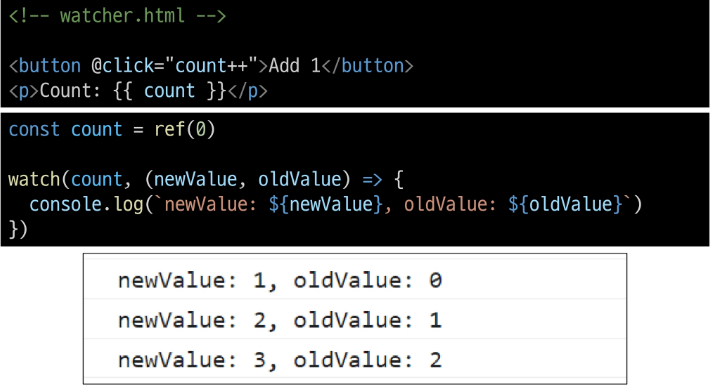 <!-- watcher.html -->
<button @click="count++">Add 1</button>
<p>Count: {{ count }}</p>
const count = ref(0)
watch(count, (newValue, oldValue) => {
  console.log(`newValue: ${newValue}, oldValue: ${oldValue}`)
})
newValue: 1, oldValue: 0
newValue: 2, oldValue: 1
newValue: 3, oldValue: 2